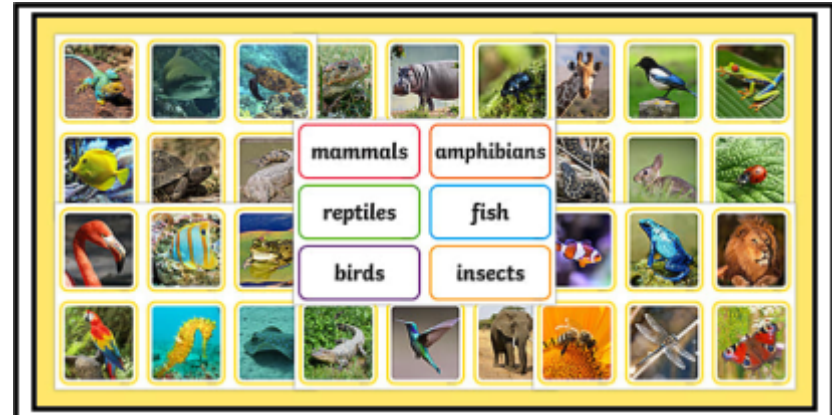 mammals
amphibians
reptiles
fish
birds
insects